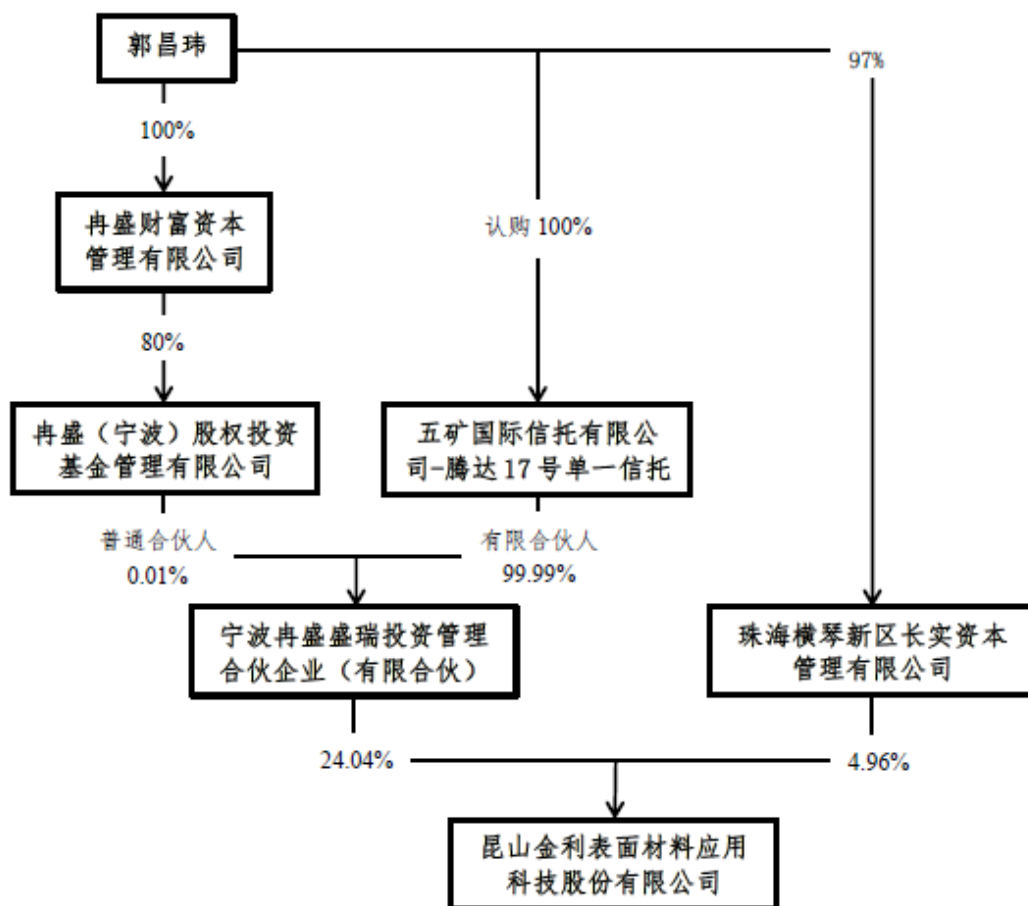 郭昌玮
97%
100%
冉盛财富资本
管理有限公司
认购 100%
80%
冉盛（宁波）股权投资
基金管理有限公司
五矿国际信托有限公
司-腾达 17 号单一信托
普通合伙人
0.01%
有限合伙人
99.99%
宁波冉盛盛瑞投资管理
合伙企业（有限合伙）
珠海横琴新区长实资本
管理有限公司
24.04%
4.96%
昆山金利表面材料应用
科技股份有限公司